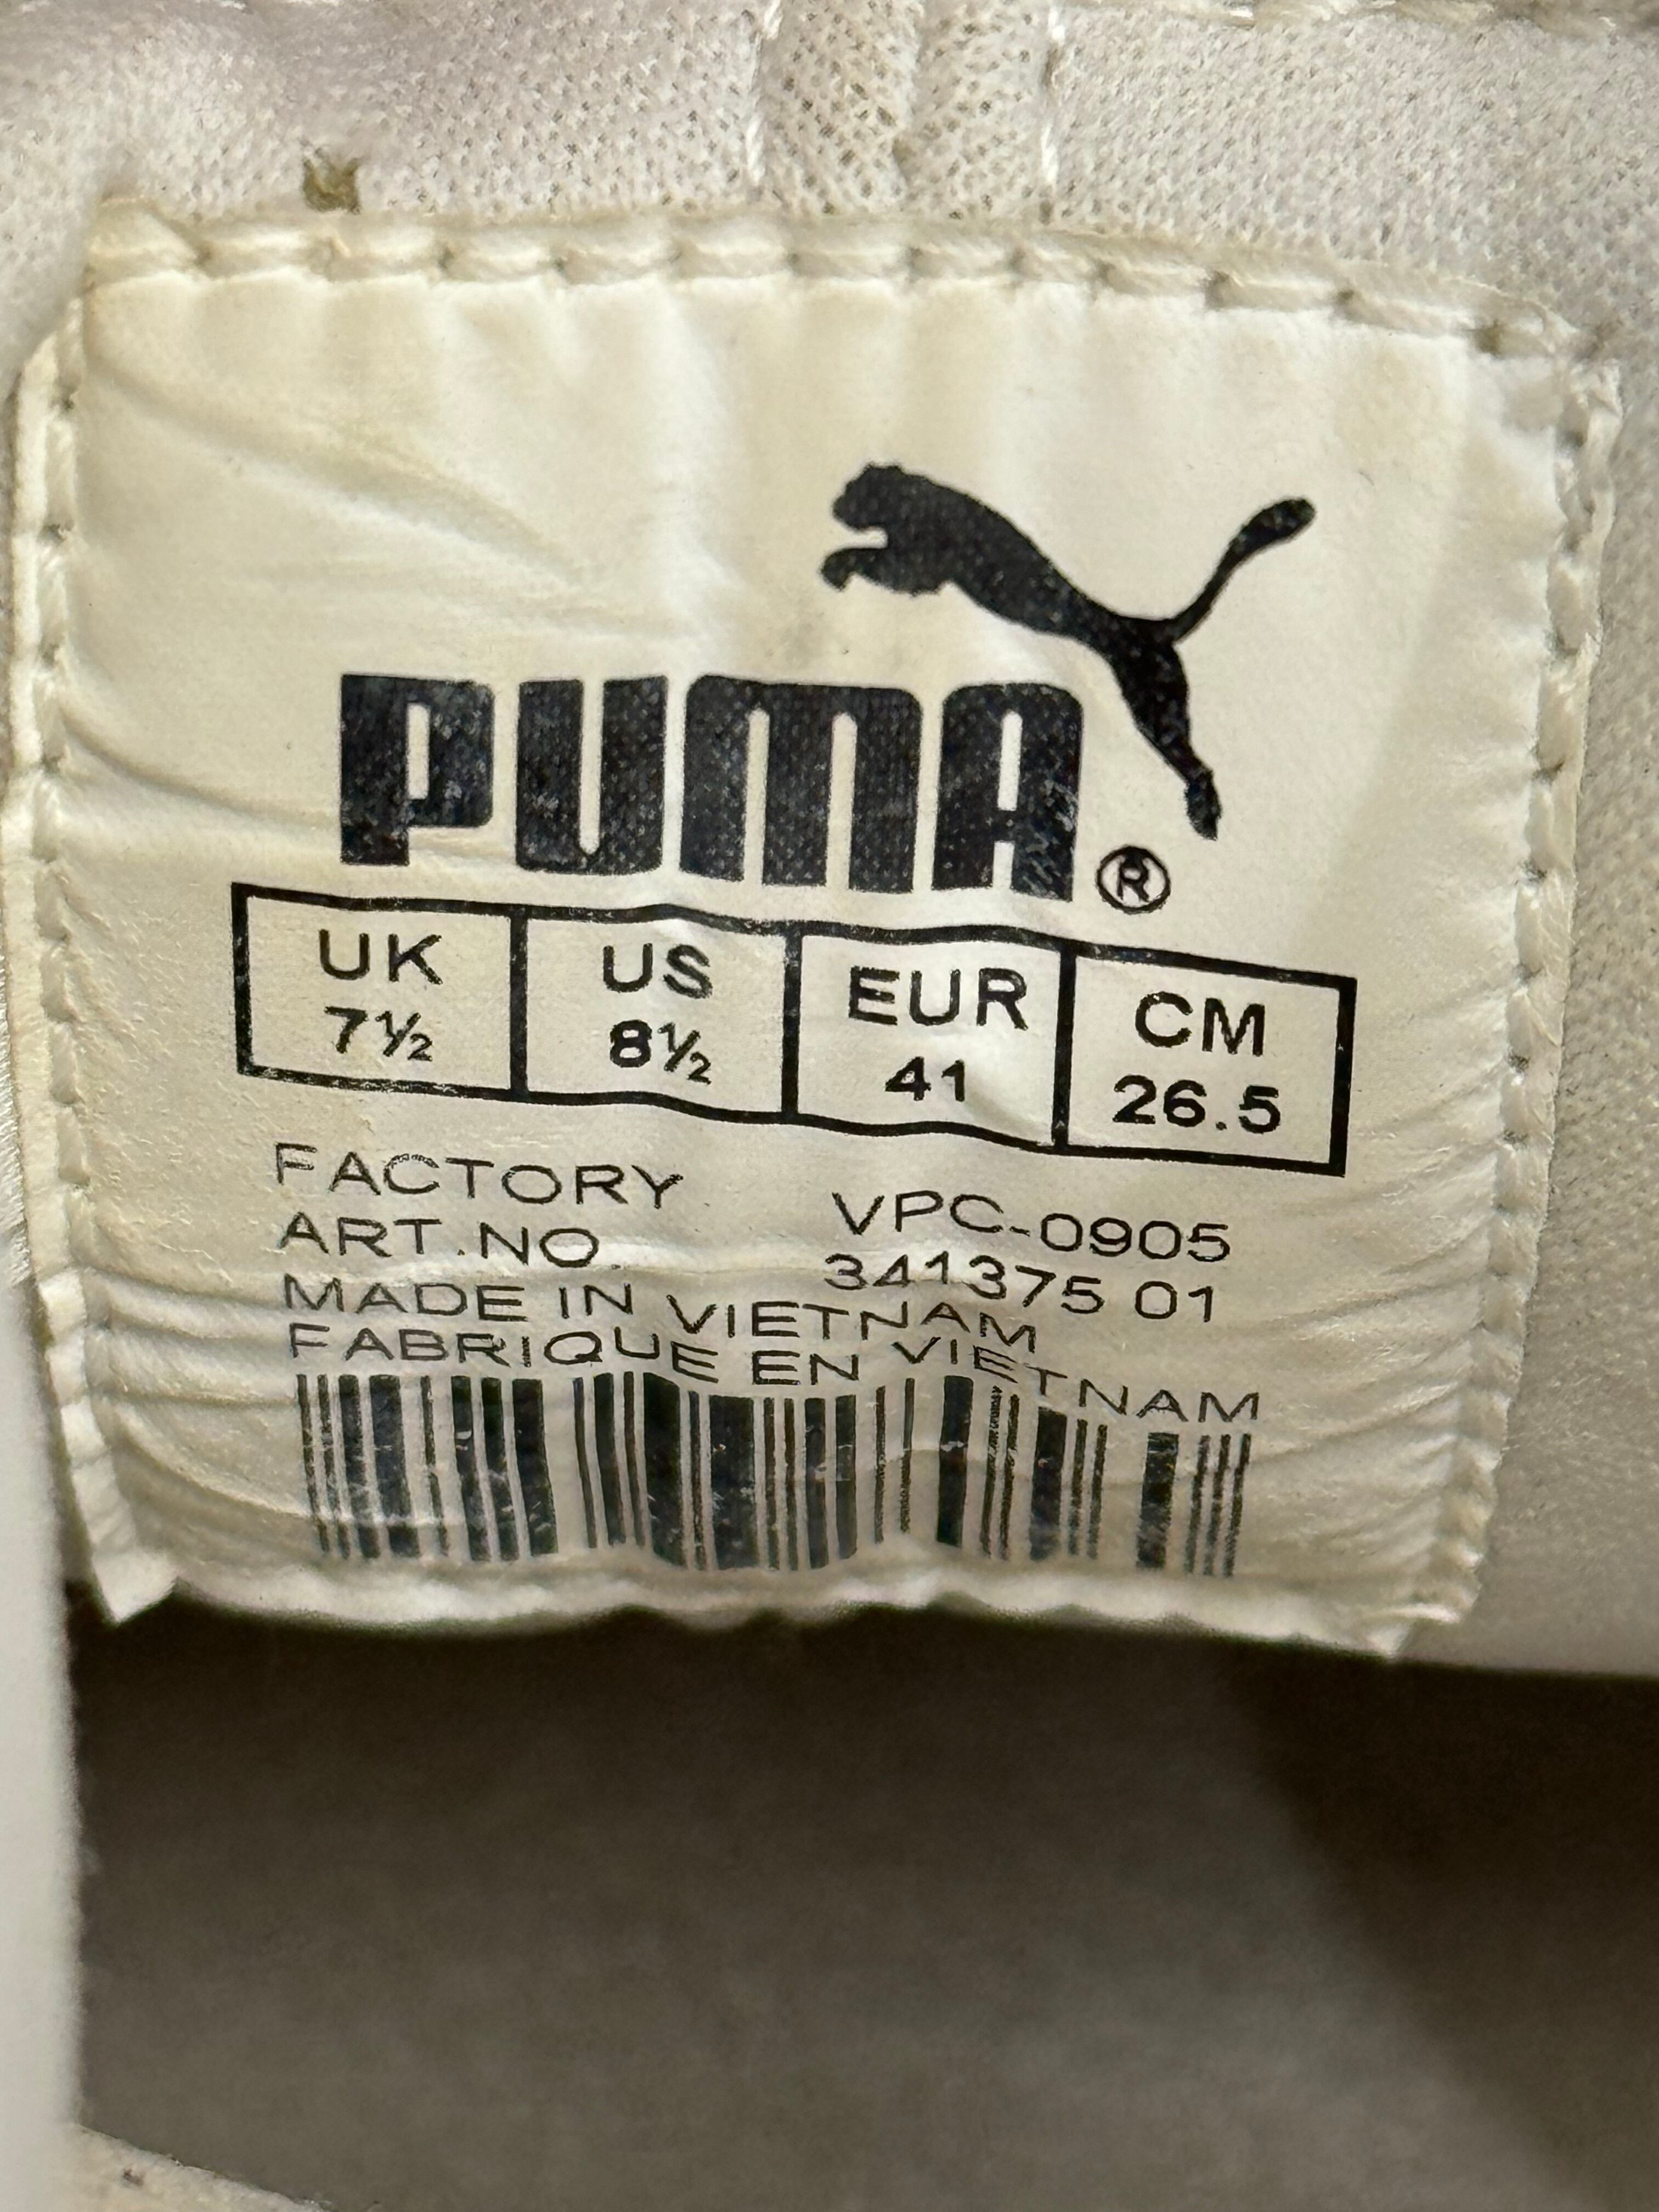 PUMA®
UK US EUR CM
7½ 8½ 41 26.5
FACTORY VPC-0905
ART.NO. 341375 01
MADE IN VIETNAM
FABRIQUE EN VIETNAM